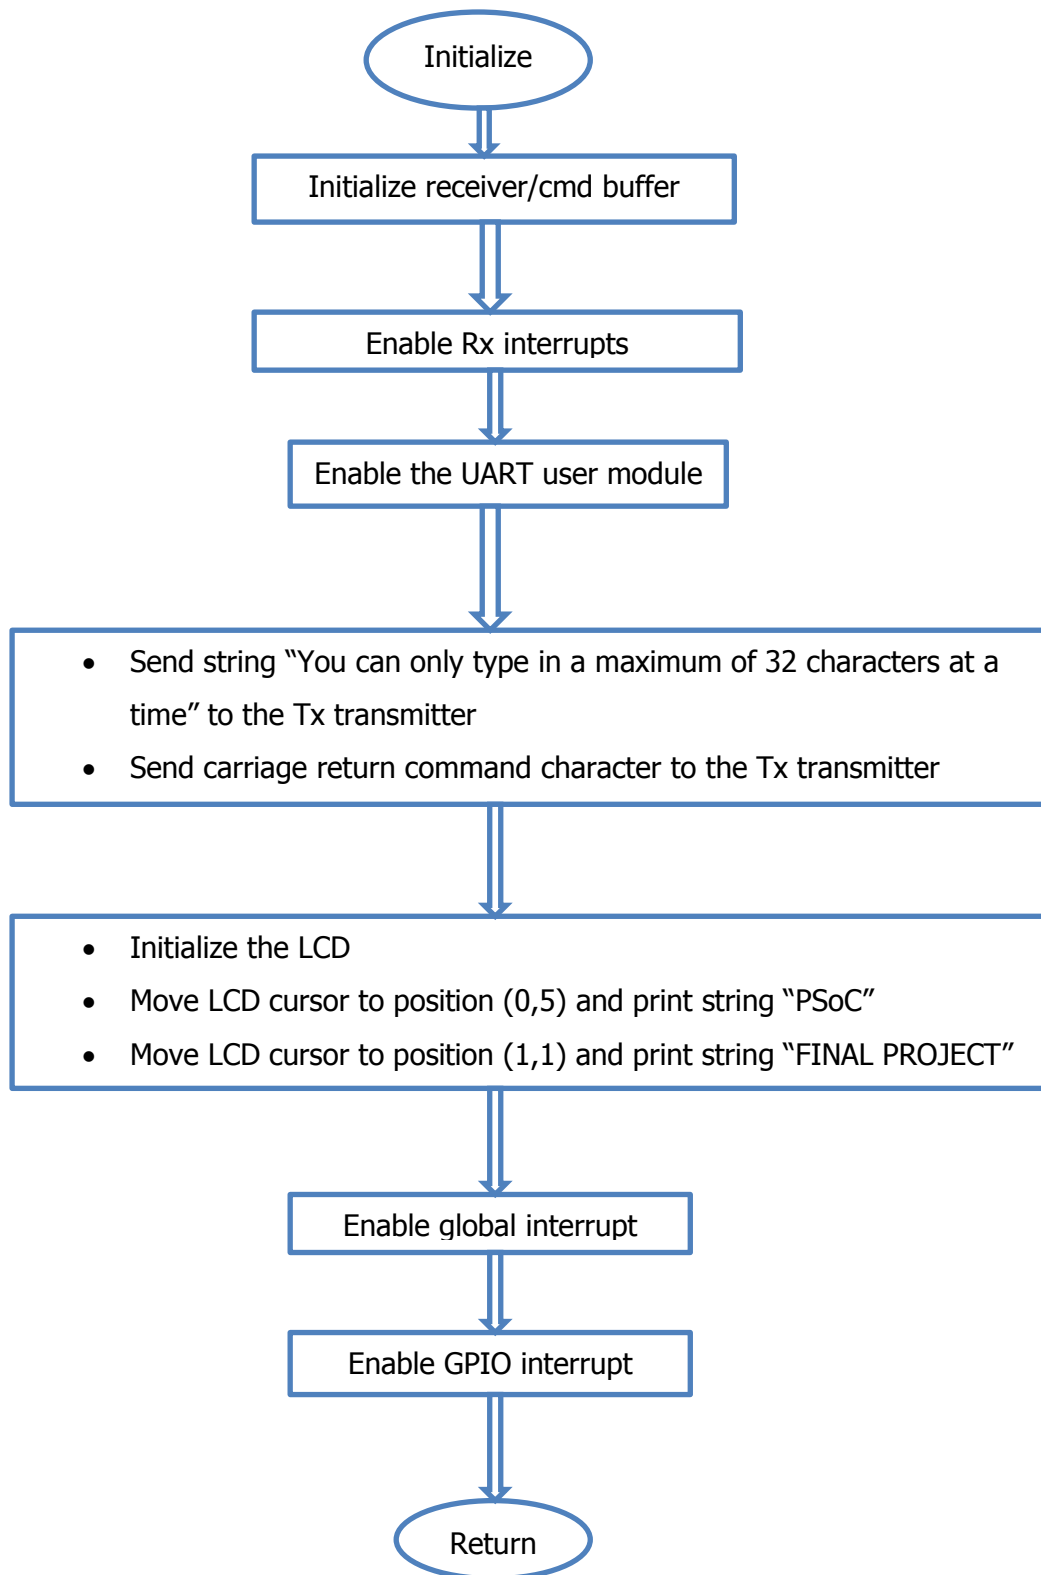 Initialize
Initialize receiver/cmd buffer
Enable Rx interrupts
Enable the UART user module
• Send string “You can only type in a maximum of 32 characters at a
time” to the Tx transmitter
• Send carriage return command character to the Tx transmitter
• Initialize the LCD
• Move LCD cursor to position (0,5) and print string “PSoC”
• Move LCD cursor to position (1,1) and print string “FINAL PROJECT”
Enable global interrupt
Enable GPIO interrupt
Return